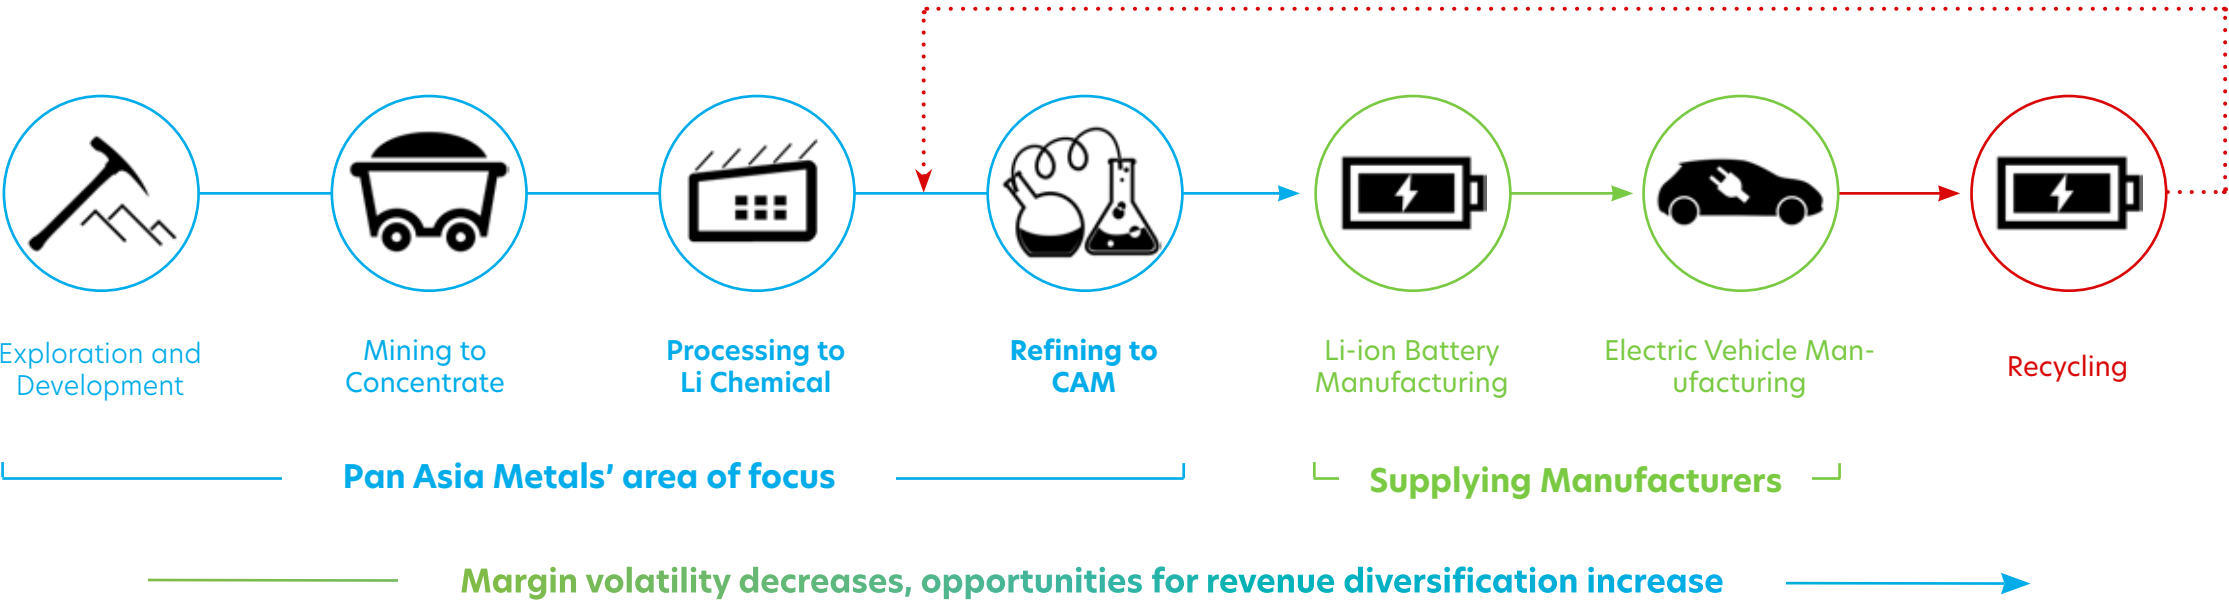 Exploration and
Development
Mining to
Concentrate
Processing to
Li Chemical
Refining to
CAM
Li-ion Battery
Manufacturing
Electric Vehicle Man-
ufacturing
Recycling
Pan Asia Metals’ area of focus
Supplying Manufacturers
Margin volatility decreases, opportunities for revenue diversification increase